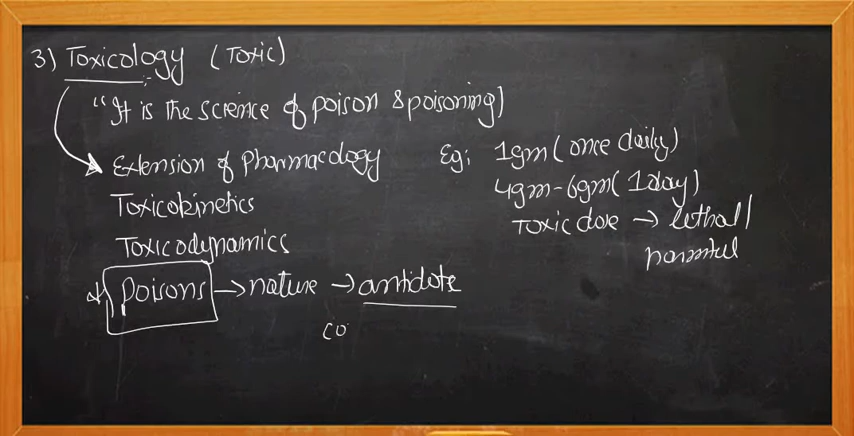 3) Toxicology (Toxic)
"It is the science of poison & poisoning)
Extension of pharmacology
Toxicokinetics
Toxicodynamics
of poisons → nature → antidote
co
Eg: 1gm (once daily)
4gm-6gm (1day)
Toxic dose → lethal/